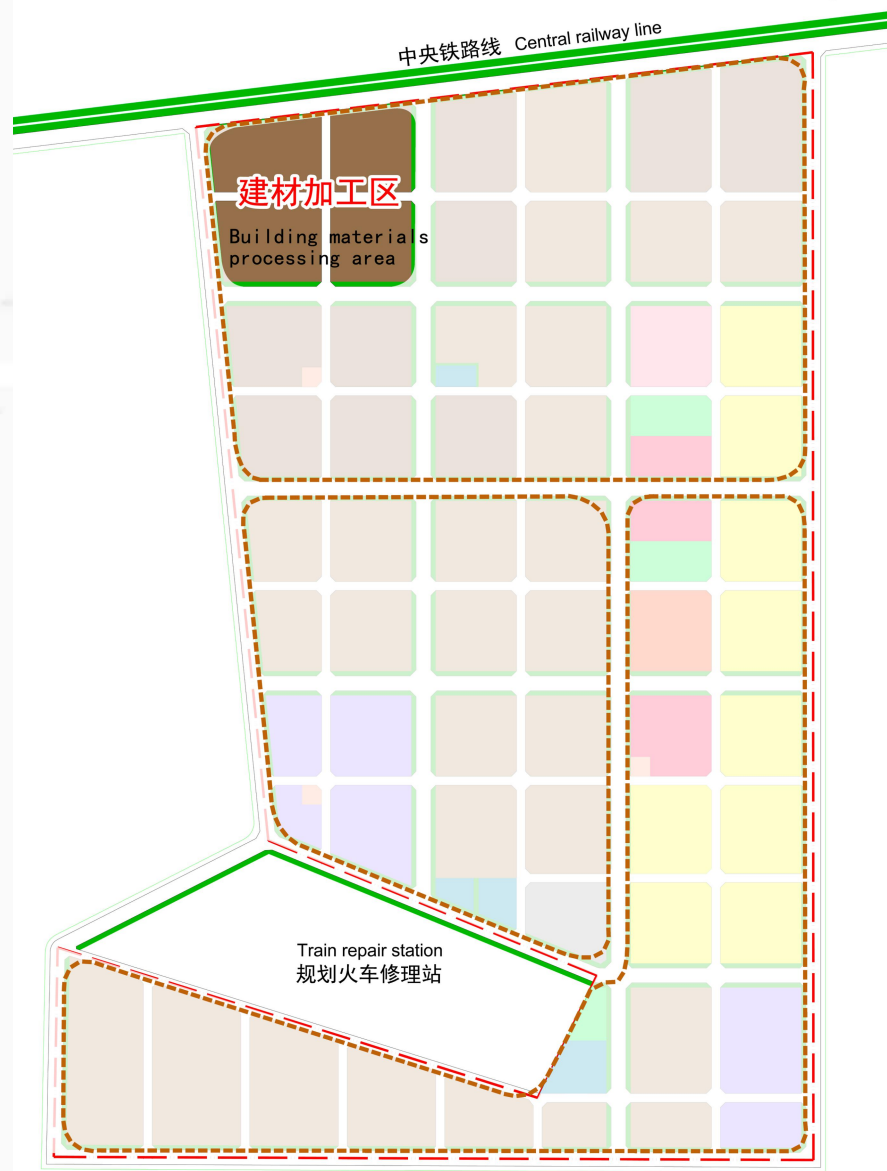 中央铁路线 Central railway line
建材加工区
Building materials
processing area
Train repair station
规划火车修理站